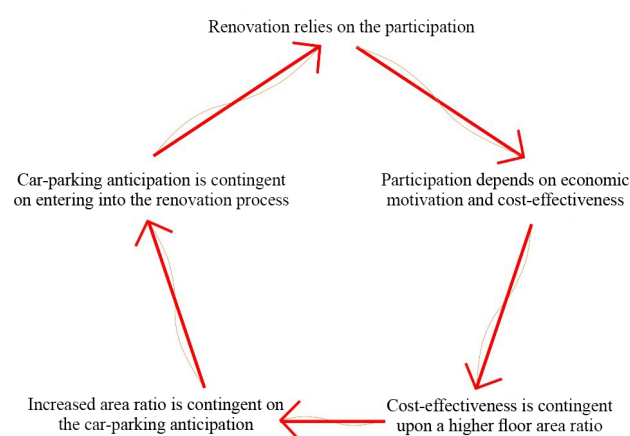 Renovation relies on the participation
Participation depends on economic
motivation and cost-effectiveness
Cost-effectiveness is contingent
upon a higher floor area ratio
Increased area ratio is contingent on
the car-parking anticipation
Car-parking anticipation is contingent
on entering into the renovation process